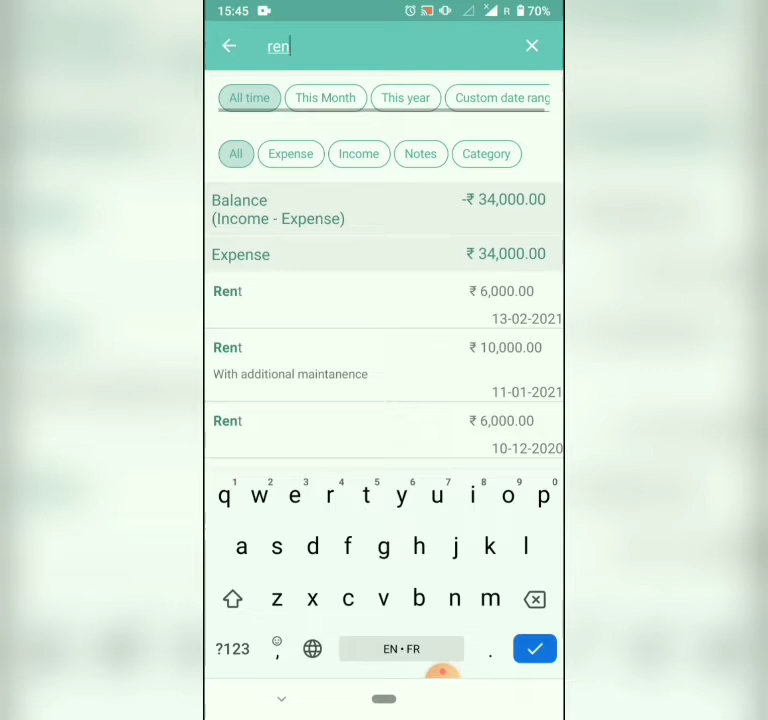 15:45 R 70%
ren
All time This Month This year Custom date rang
All Expense Income Notes Category
Balance -₹ 34,000.00
(Income - Expense)
Expense ₹ 34,000.00
Rent ₹ 6,000.00
13-02-2021
Rent ₹ 10,000.00
With additional maintanence
11-01-2021
Rent ₹ 6,000.00
10-12-2020
1 2 3 4 5 6 7 8 9 0
q w e r t y u i o p
a s d f g h j k l
z x c v b n m
?123 , EN • FR .